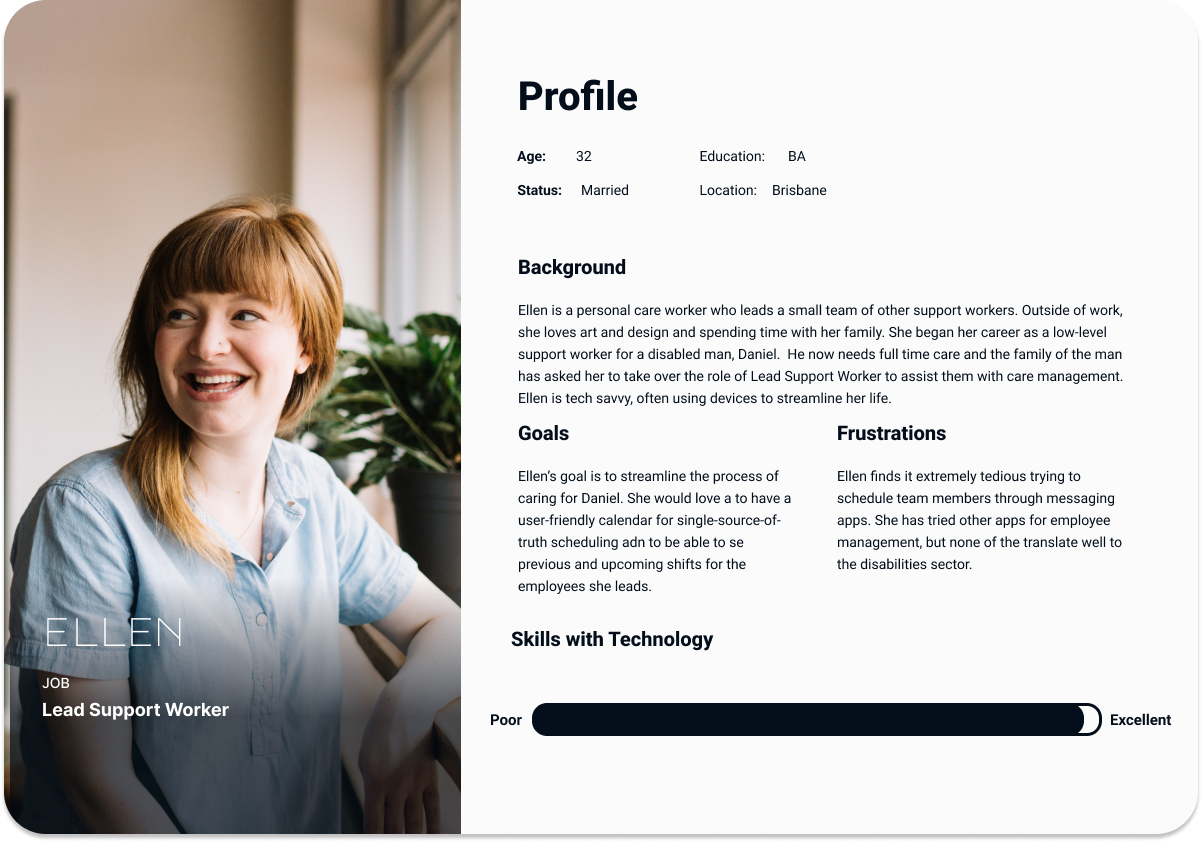 Profile
Age: 32 Education: BA
Status: Married Location: Brisbane
Background
Ellen is a personal care worker who leads a small team of other support workers. Outside of work,
she loves art and design and spending time with her family. She began her career as a low-level
support worker for a disabled man, Daniel.  He now needs full time care and the family of the man
has asked her to take over the role of Lead Support Worker to assist them with care management.
Ellen is tech savvy, often using devices to streamline her life.
Goals
Ellen's goal is to streamline the process of
caring for Daniel. She would love a to have a
user-friendly calendar for single-source-of-
truth scheduling adn to be able to se
previous and upcoming shifts for the
employees she leads.
Frustrations
Ellen finds it extremely tedious trying to
schedule team members through messaging
apps. She has tried other apps for employee
management, but none of the translate well to
the disabilities sector.
Skills with Technology
Poor Excellent
ELLEN
JOB
Lead Support Worker